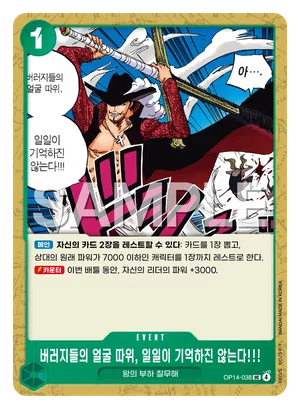 1
버러지들의
얼굴 따위,
일일이
기억하진
않는다!!!
아….
SAMPLE
메인 자신의 카드 2장을 레스트할 수 있다: 카드를 1장 뽑고,
상대의 원래 파워가 7000 이하인 캐릭터를 1장까지 레스트로 한다.
카운터 이번 배틀 동안, 자신의 리더의 파워 +3000.
EVENT
버러지들의 얼굴 따위, 일일이 기억하진 않는다!!!
왕의 부하 칠무해
OP14-038 UC 4